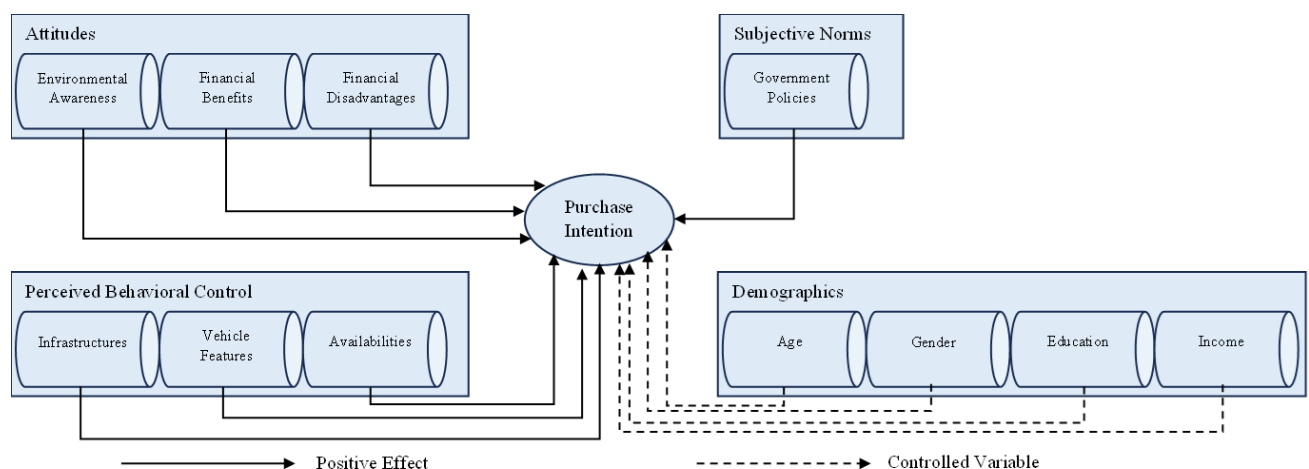 Attitudes
Environmental
Awareness
Financial
Benefits
Financial
Disadvantages
Subjective Norms
Government
Policies
Purchase
Intention
Perceived Behavioral Control
Infrastructures
Vehicle
Features
Availabilities
Demographics
Age
Gender
Education
Income
Positive Effect
Controlled Variable